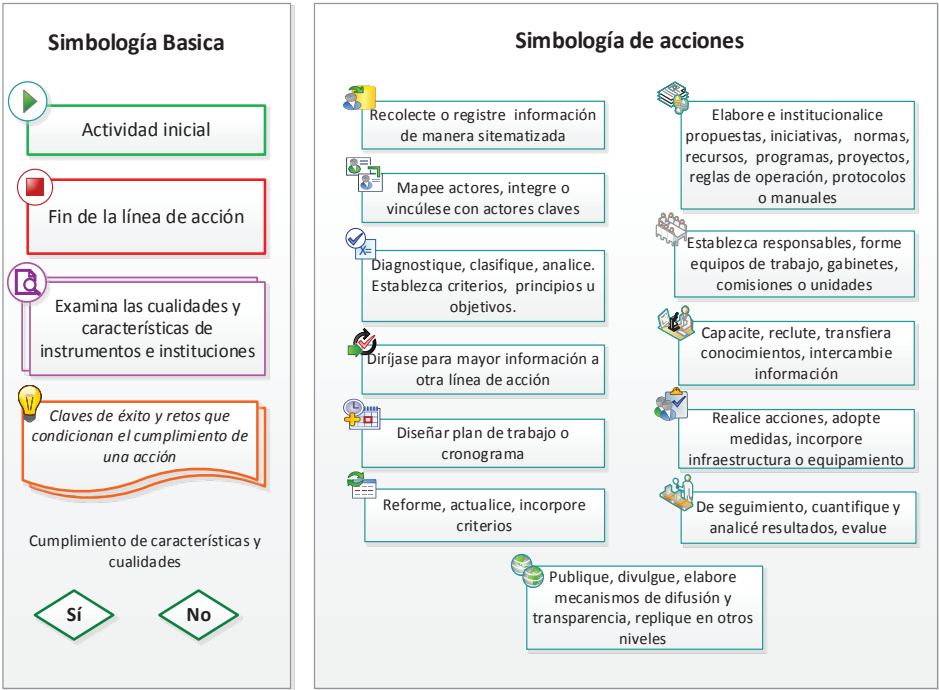 Simbología Basica
Actividad inicial
Fin de la línea de acción
Examina las cualidades y
características de
instrumentos e instituciones
Claves de éxito y retos que
condicionan el cumplimiento de
una acción
Cumplimiento de características y
cualidades
Sí
No
Simbología de acciones
Recolecte o registre información
de manera sitematizada
Mapee actores, integre o
vincúlese con actores claves
X=
Diagnostique, clasifique, analice.
Establezca criterios, principios u
objetivos.
Diríjase para mayor información a
otra línea de acción
Diseñar plan de trabajo o
cronograma
Reforme, actualice, incorpore
criterios
Elabore e institucionalice
propuestas, iniciativas, normas,
recursos, programas, proyectos,
reglas de operación, protocolos
o manuales
Establezca responsables, forme
equipos de trabajo, gabinetes,
comisiones o unidades
Capacite, reclute, transfiera
conocimientos, intercambie
información
Realice acciones, adopte
medidas, incorpore
infraestructura o equipamiento
De seguimiento, cuantifique y
analicé resultados, evalue
Publique, divulgue, elabore
mecanismos de difusión y
transparencia, replique en otros
niveles